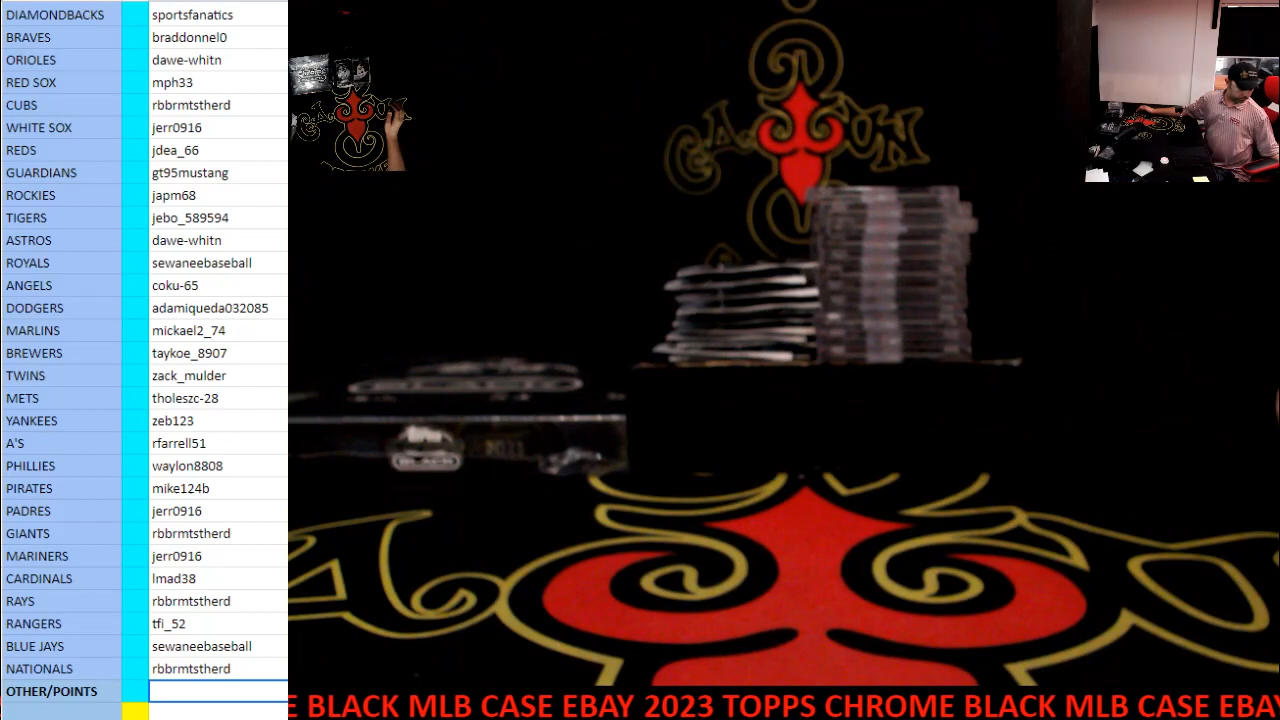 DIAMONDBACKS sportsfanatics
BRAVES braddonnel0
ORIOLES dawe-whitn
RED SOX mph33
CUBS rbbrmtstherd
WHITE SOX jerr0916
REDS jdea_66
GUARDIANS gt95mustang
ROCKIES japm68
TIGERS jebo_589594
ASTROS dawe-whitn
ROYALS sewaneebaseball
ANGELS coku-65
DODGERS adamiqueda032085
MARLINS mickael2_74
BREWERS taykoe_8907
TWINS zack_mulder
METS tholeszc-28
YANKEES zeb123
A'S rfarrell51
PHILLIES waylon8808
PIRATES mike124b
PADRES jerr0916
GIANTS rbbrmtstherd
MARINERS jerr0916
CARDINALS lmad38
RAYS rbbrmtstherd
RANGERS tfi_52
BLUE JAYS sewaneebaseball
NATIONALS rbbrmtstherd
OTHER/POINTS
E BLACK MLB CASE EBAY 2023 TOPPS CHROME BLACK MLB CASE EBAY